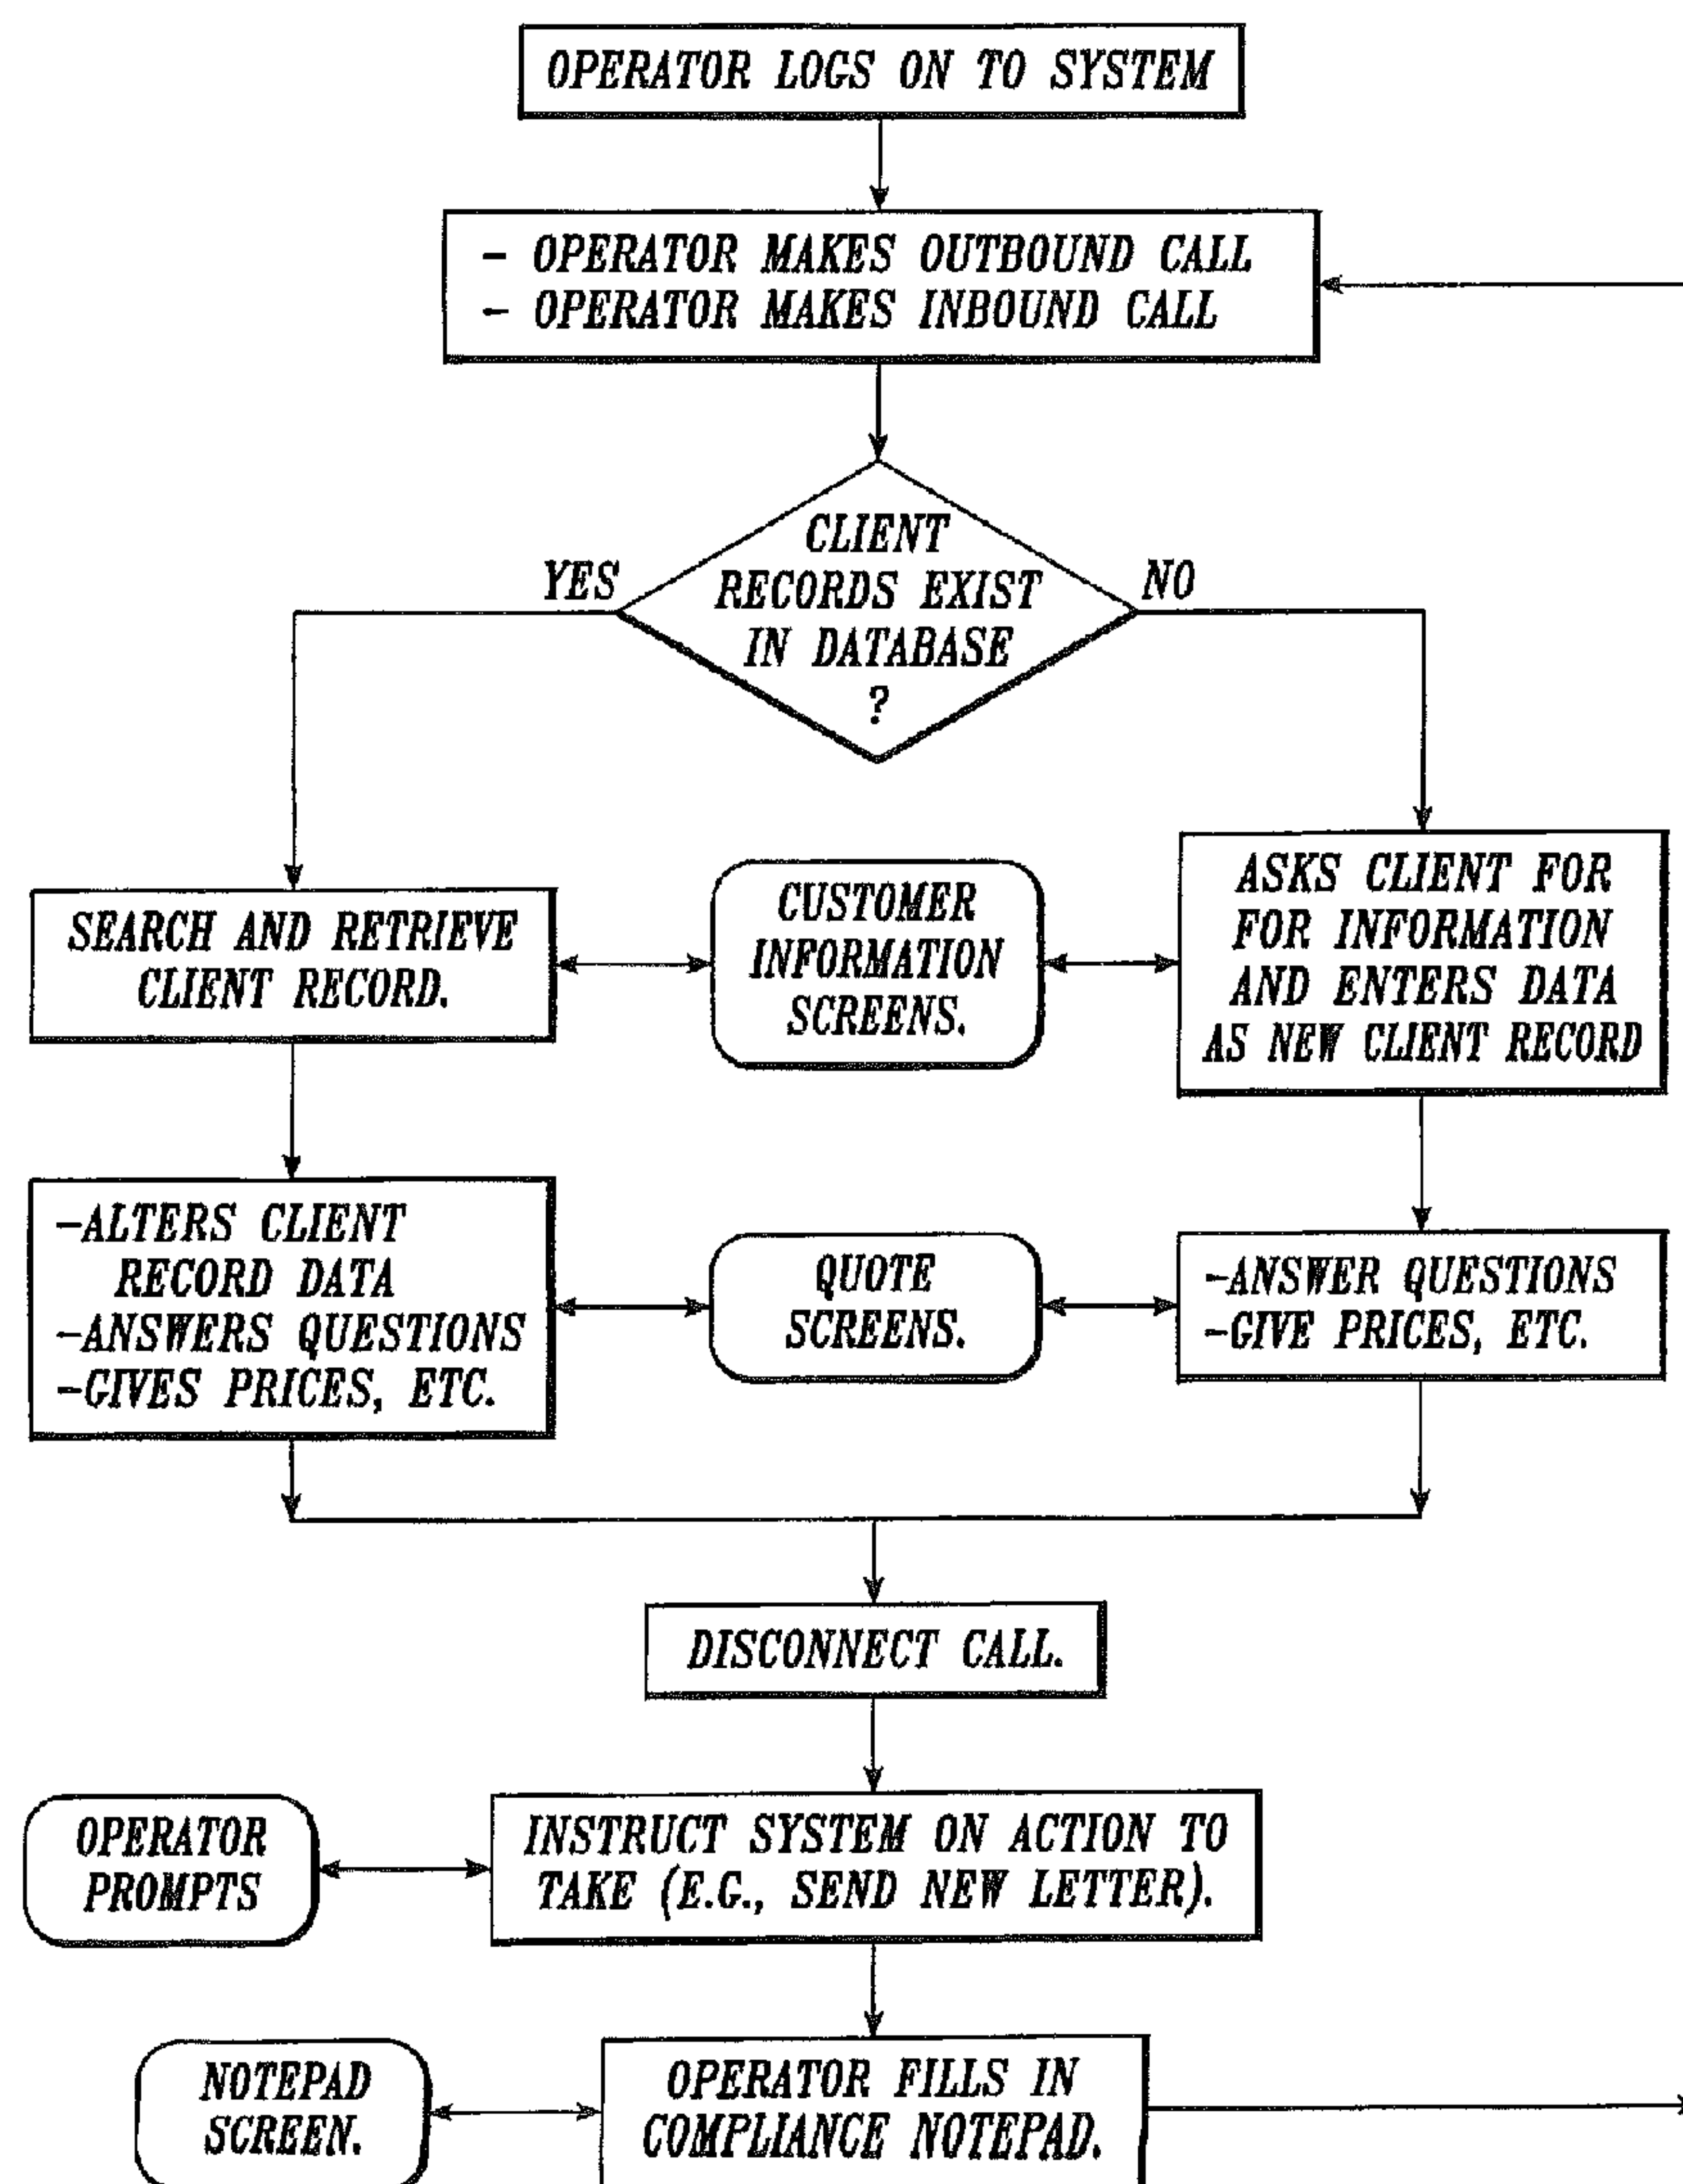 OPERATOR LOGS ON TO SYSTEM
- OPERATOR MAKES OUTBOUND CALL
- OPERATOR MAKES INBOUND CALL
CLIENT
RECORDS EXIST
IN DATABASE
?
YES
NO
SEARCH AND RETRIEVE
CLIENT RECORD.
CUSTOMER
INFORMATION
SCREENS.
ASKS CLIENT FOR
FOR INFORMATION
AND ENTERS DATA
AS NEW CLIENT RECORD
-ALTERS CLIENT
RECORD DATA
-ANSWERS QUESTIONS
-GIVES PRICES, ETC.
QUOTE
SCREENS.
-ANSWER QUESTIONS
-GIVE PRICES, ETC.
DISCONNECT CALL.
OPERATOR
PROMPTS
INSTRUCT SYSTEM ON ACTION TO
TAKE (E.G., SEND NEW LETTER).
NOTEPAD
SCREEN.
OPERATOR FILLS IN
COMPLIANCE NOTEPAD.